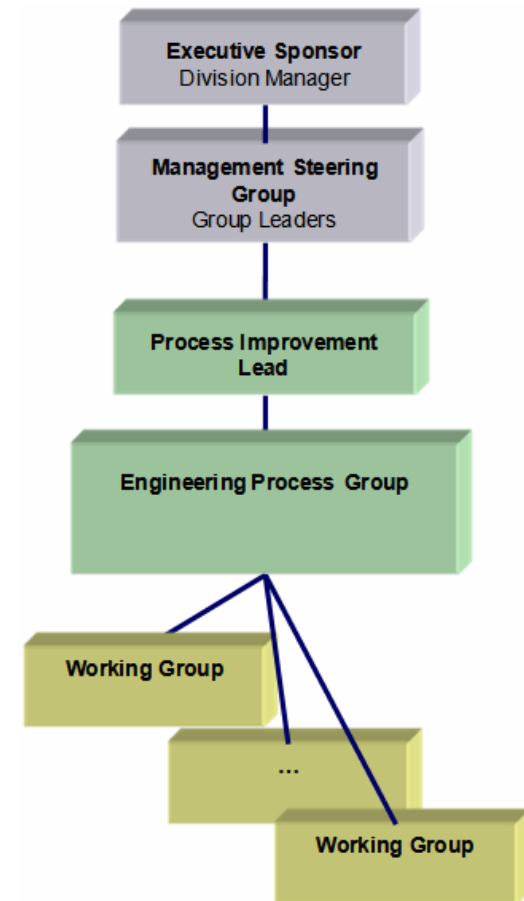 Executive Sponsor
Division Manager
Management Steering
Group
Group Leaders
Process Improvement
Lead
Engineering Process Group
Working Group
...
Working Group